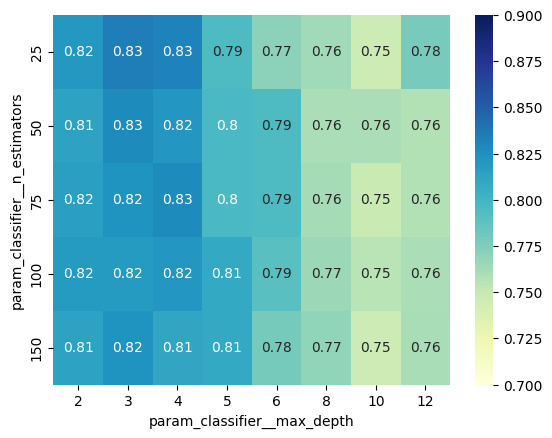 0.900
25 0.82 0.83 0.83 0.79 0.77 0.76 0.75 0.78
0.875
50 0.81 0.83 0.82 0.8 0.79 0.76 0.76 0.76
0.850
0.825
param_classifier__n_estimators
75 0.82 0.82 0.83 0.8 0.79 0.76 0.75 0.76
0.800
0.775
100 0.82 0.82 0.82 0.81 0.79 0.77 0.75 0.76
0.750
150 0.81 0.82 0.81 0.81 0.78 0.77 0.75 0.76
0.725
0.700
2 3 4 5 6 8 10 12
param_classifier__max_depth